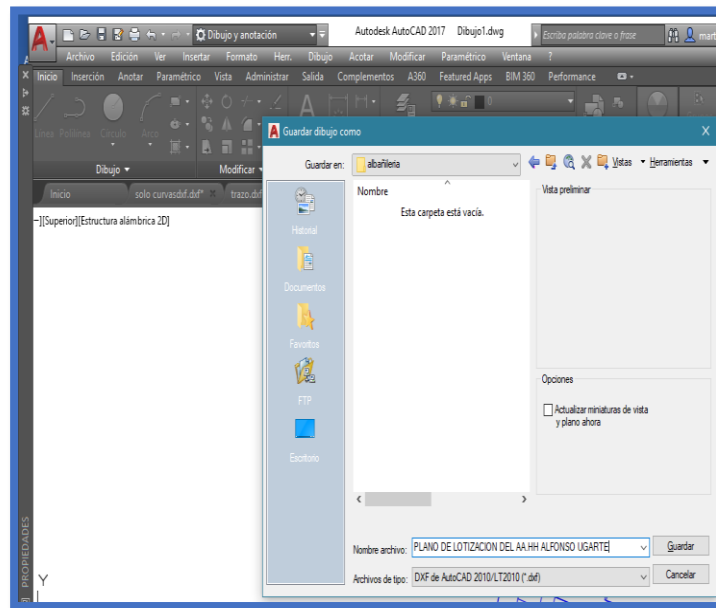 Dibujo y anotación
Autodesk AutoCAD 2017 Dibujo1.dwg
Escriba palabra clave o frase
mart
Archivo Edición Ver Insertar Formato Herr. Dibujo Acotar Modificar Paramétrico Ventana ?
Inicio Inserción Anotar Paramétrico Vista Administrar Salida Complementos A360 Featured Apps BIM 360 Performance
Línea Polilínea Círculo Arco
Dibujo Modificar
Inicio solo curvasdxf.dxf* trazo.dxf
-][Superior][Estructura alámbrica 2D]
Guardar dibujo como X
Guardar en: albañileria
Vistas Herramientas
Nombre
Esta carpeta está vacía.
Vista preliminar
Historial
Documentos
Favoritos
FTP
Escritorio
Opciones
Actualizar miniaturas de vista
y plano ahora
Nombre archivo: PLANO DE LOTIZACION DEL AA.HH ALFONSO UGARTE
Guardar
Archivos de tipo: DXF de AutoCAD 2010/LT2010 (*.dxf)
Cancelar
PROPIEDADES
Y